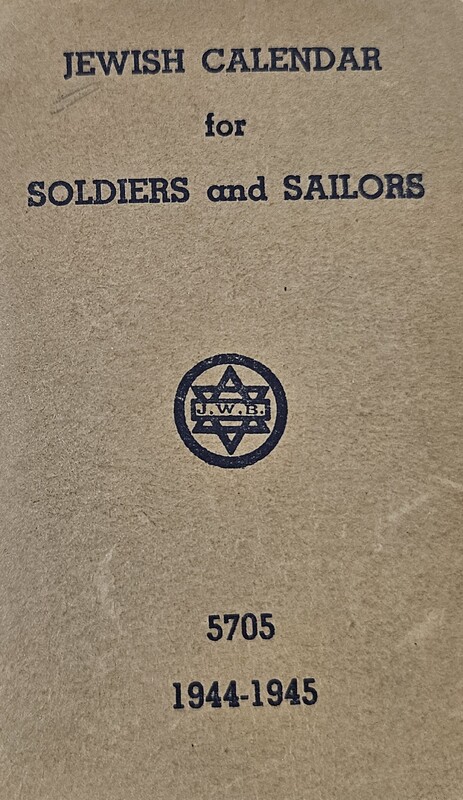 JEWISH CALENDAR
for
SOLDIERS and SAILORS
J.W.B.
5705
1944-1945